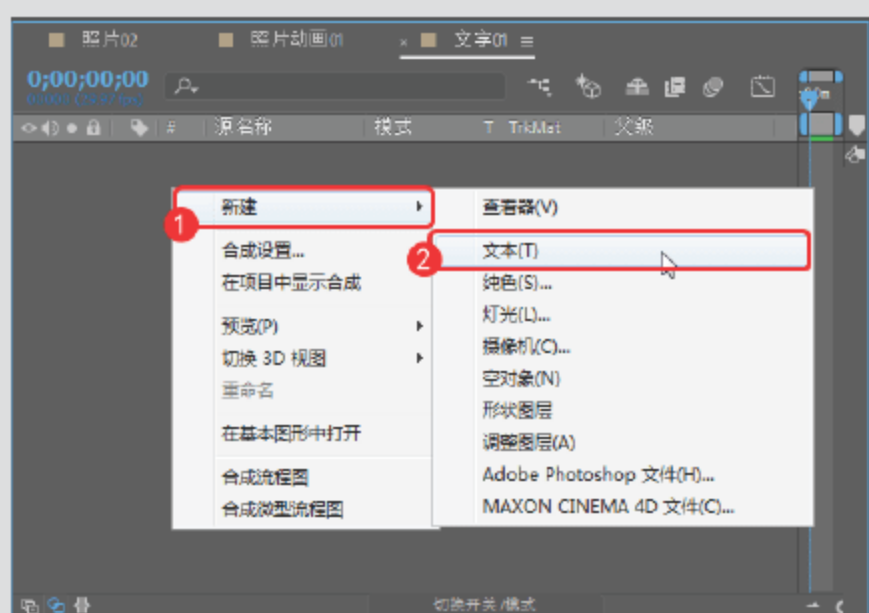 照片02 照片动画01 × 文字01
0;00;00;00
# 源名称 模式 T TrkMat 父级
1 新建
合成设置...
在项目中显示合成
预览(P)
切换 3D 视图
重命名
在基本图形中打开
合成流程图
合成微型流程图
查看器(V)
2 文本(T)
纯色(S)...
灯光(L)...
摄像机(C)...
空对象(N)
形状图层
调整图层(A)
Adobe Photoshop 文件(H)...
MAXON CINEMA 4D 文件(C)...
切换开关/模式